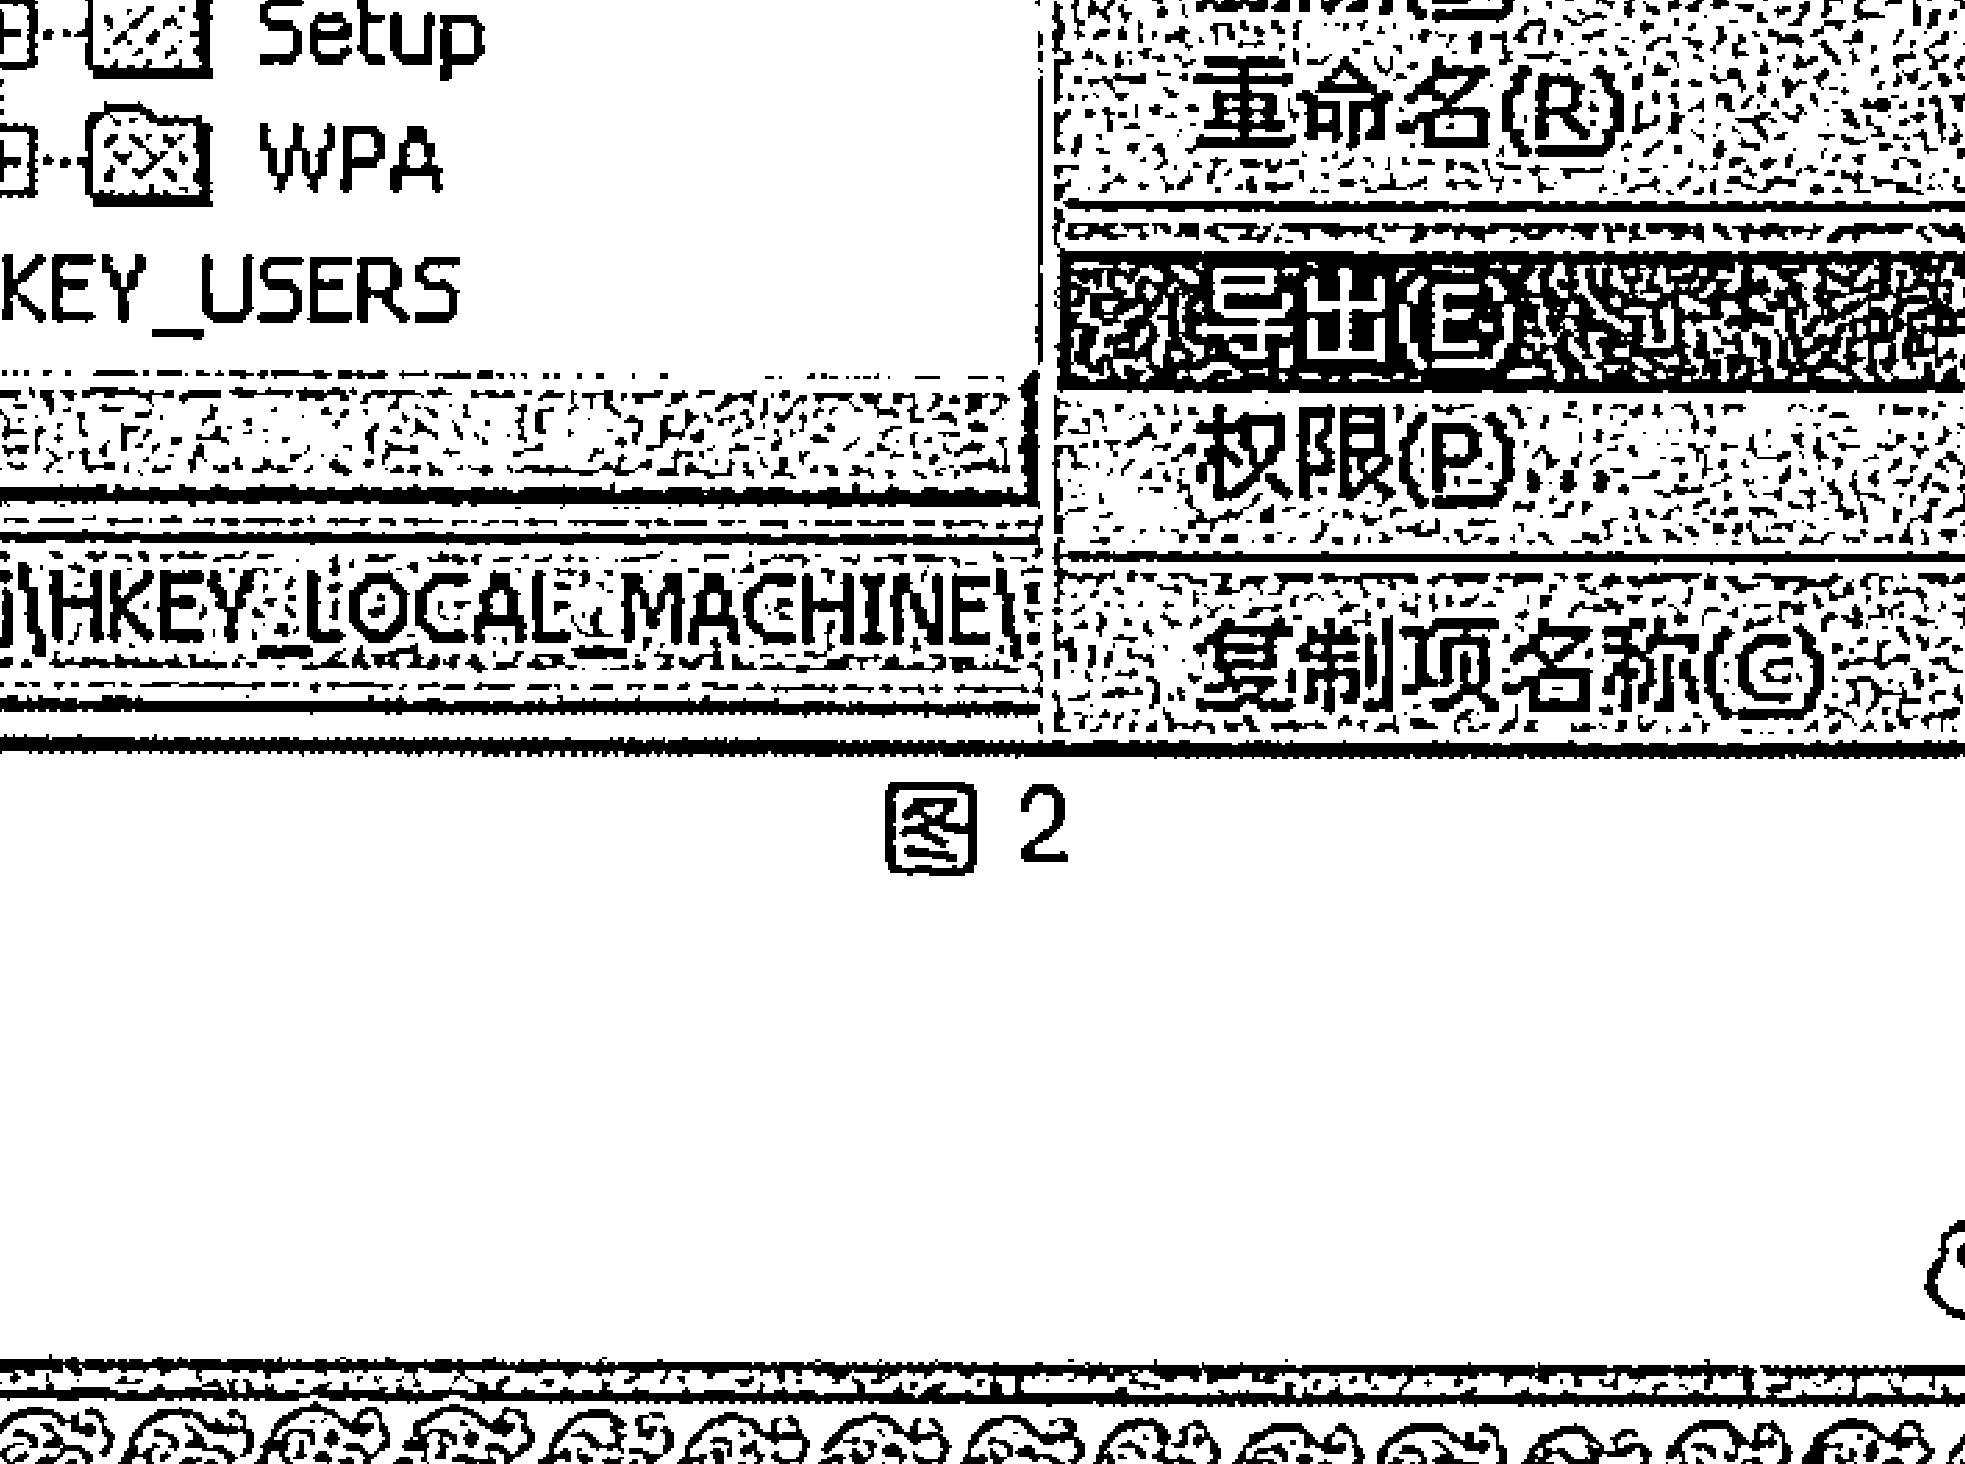 Setup
WPA
KEY_USERS
\HKEY_LOCAL_MACHINE\
重命名(R)
导出(E)
权限(P)...
复制项名称(C)
图 2